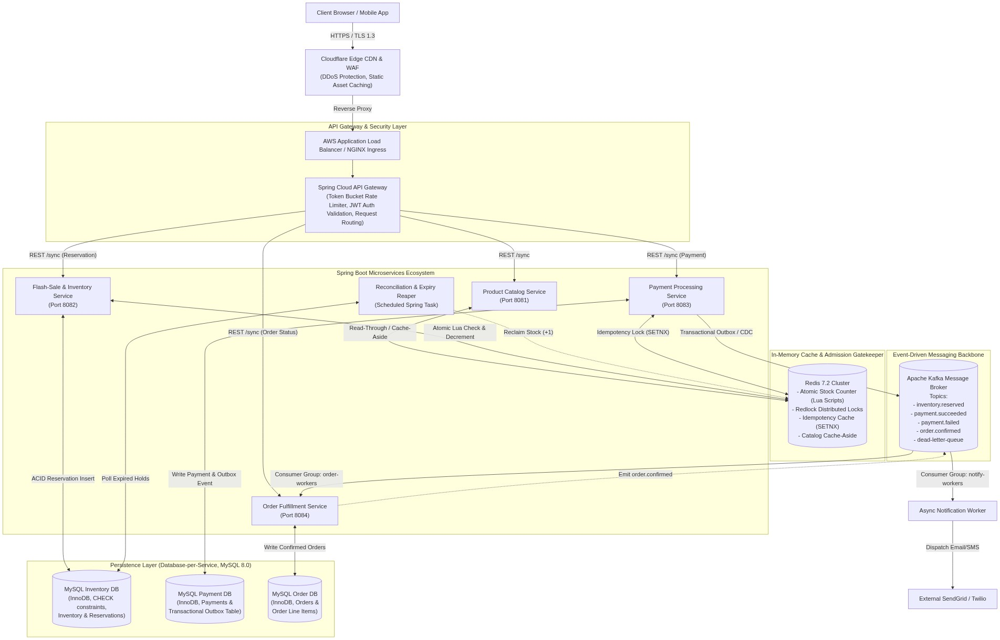 Client Browser / Mobile App
HTTPS / TLS 1.3
Cloudflare Edge CDN &
WAF
(DDoS Protection, Static
Asset Caching)
Reverse Proxy
API Gateway & Security Layer
AWS Application Load
Balancer / NGINX Ingress
Spring Cloud API Gateway
(Token Bucket Rate
Limiter, JWT Auth
Validation, Request
Routing)
REST /sync (Reservation)
REST /sync
REST /sync (Payment)
Spring Boot Microservices Ecosystem
Flash-Sale & Inventory
Service
(Port 8082)
Reconciliation & Expiry
Reaper
(Scheduled Spring Task)
Product Catalog Service
(Port 8081)
Payment Processing
Service
(Port 8083)
REST /sync (Order Status)
Read-Through / Cache-
Aside
Atomic Lua Check &
Decrement
Reclaim Stock (+1)
Idempotency Lock (SETNX)
Transactional Outbox / CDC
In-Memory Cache & Admission Gatekeeper
Redis 7.2 Cluster
- Atomic Stock Counter
(Lua Scripts)
- Redlock Distributed Locks
- Idempotency Cache
(SETNX)
- Catalog Cache-Aside
Event-Driven Messaging Backbone
Apache Kafka Message
Broker
Topics:
- inventory.reserved
- payment.succeeded
- payment.failed
- order.confirmed
- dead-letter-queue
ACID Reservation Insert
Poll Expired Holds
Write Payment & Outbox
Event
Consumer Group: order-
workers
Emit order.confirmed
Consumer Group: notify-
workers
Order Fulfillment Service
(Port 8084)
Async Notification Worker
Write Confirmed Orders
Dispatch Email/SMS
Persistence Layer (Database-per-Service, MySQL 8.0)
MySQL Inventory DB
(InnoDB, CHECK
constraints,
Inventory & Reservations)
MySQL Payment DB
(InnoDB, Payments &
Transactional Outbox Table)
MySQL Order DB
(InnoDB, Orders &
Order Line Items)
External SendGrid / Twilio